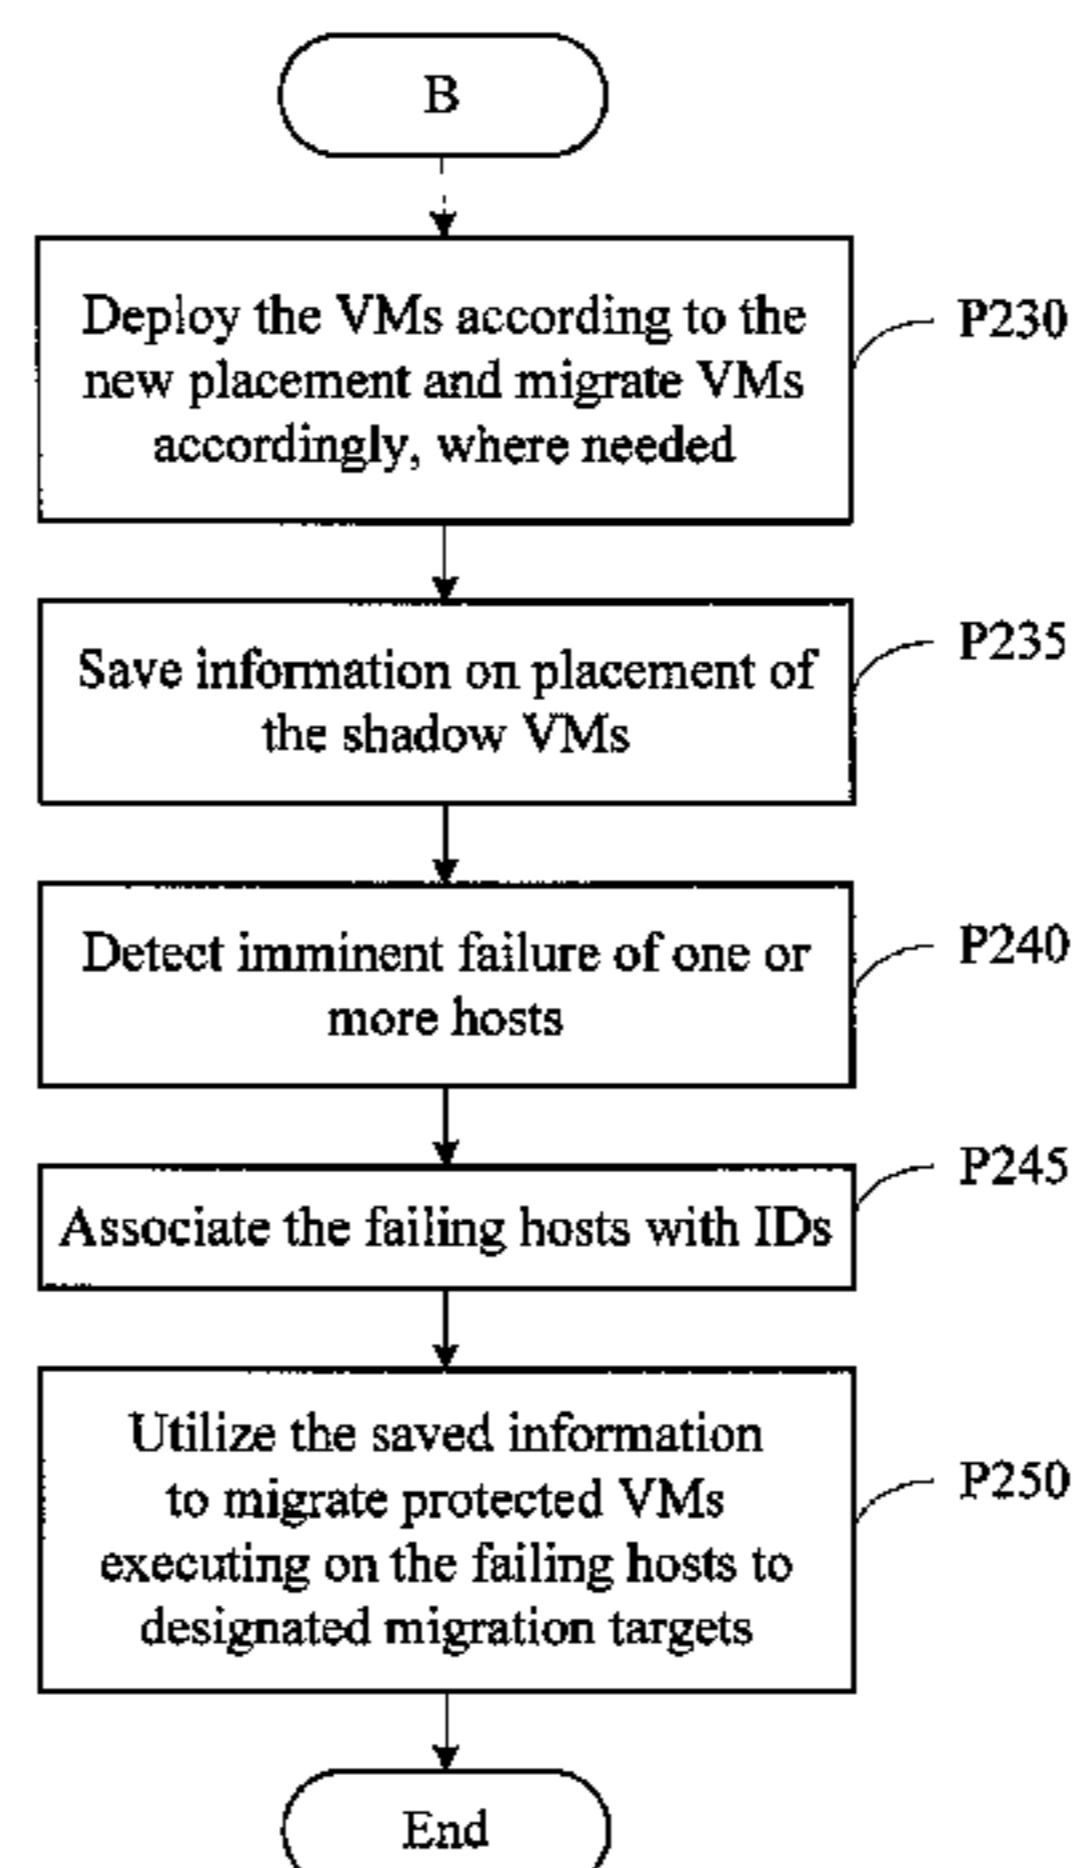 B
Deploy the VMs according to the
new placement and migrate VMs
accordingly, where needed
P230
Save information on placement of
the shadow VMs
P235
Detect imminent failure of one or
more hosts
P240
Associate the failing hosts with IDs
P245
Utilize the saved information
to migrate protected VMs
executing on the failing hosts to
designated migration targets
P250
End